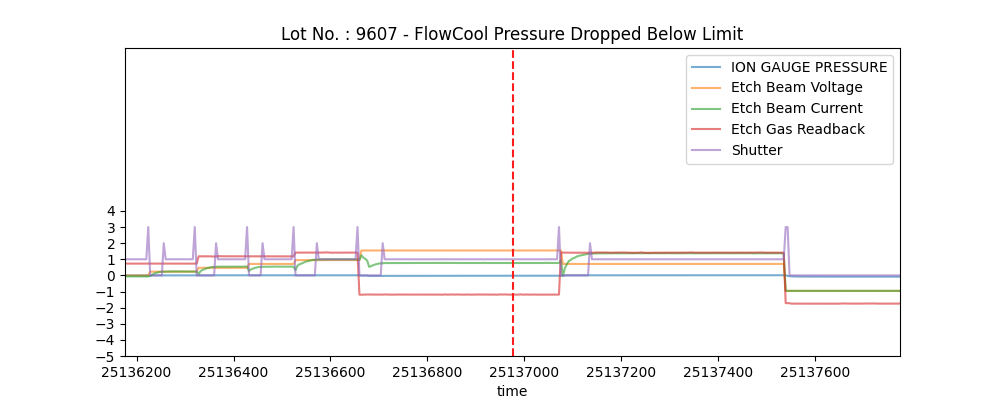 Lot No. : 9607 - FlowCool Pressure Dropped Below Limit
ION GAUGE PRESSURE
Etch Beam Voltage
Etch Beam Current
Etch Gas Readback
Shutter
4
3
2
1
0
−1
−2
−3
−4
−5
25136200 25136400 25136600 25136800 25137000 25137200 25137400 25137600
time